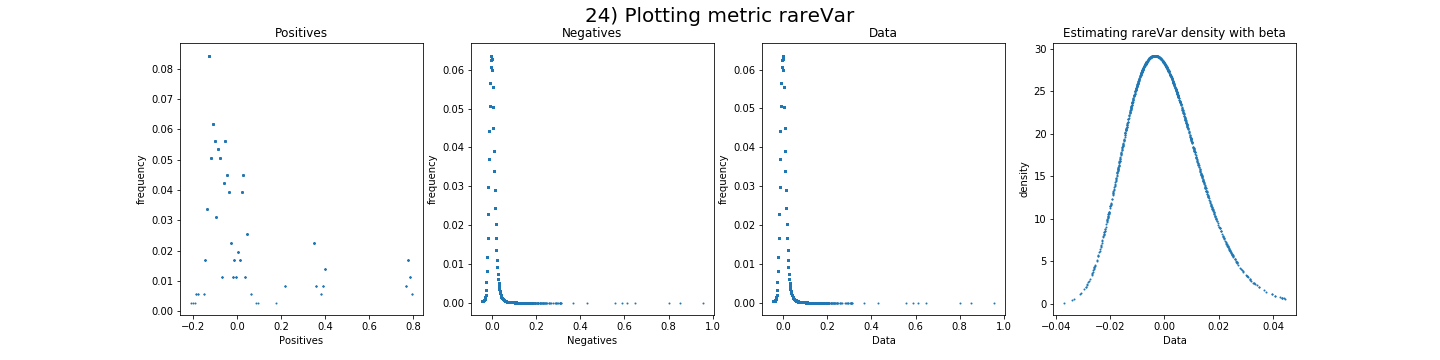 24) Plotting metric rareVar
Positives
Negatives
Data
Estimating rareVar density with beta
frequency
0.08
0.07
0.06
0.05
0.04
0.03
0.02
0.01
0.00
−0.2 0.0 0.2 0.4 0.6 0.8
Positives
frequency
0.06
0.05
0.04
0.03
0.02
0.01
0.00
0.0 0.2 0.4 0.6 0.8 1.0
Negatives
frequency
0.06
0.05
0.04
0.03
0.02
0.01
0.00
0.0 0.2 0.4 0.6 0.8 1.0
Data
density
30
25
20
15
10
5
0
−0.04 −0.02 0.00 0.02 0.04
Data